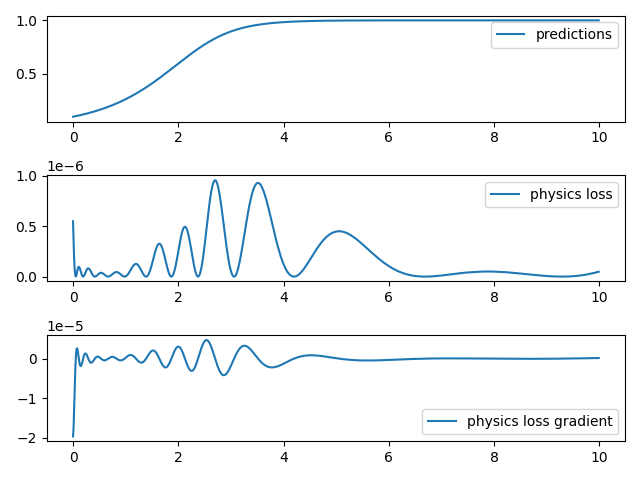 1.0
0.5
predictions
0 2 4 6 8 10
1e−6
1.0
0.5
0.0
physics loss
0 2 4 6 8 10
1e−5
0
−1
−2
physics loss gradient
0 2 4 6 8 10